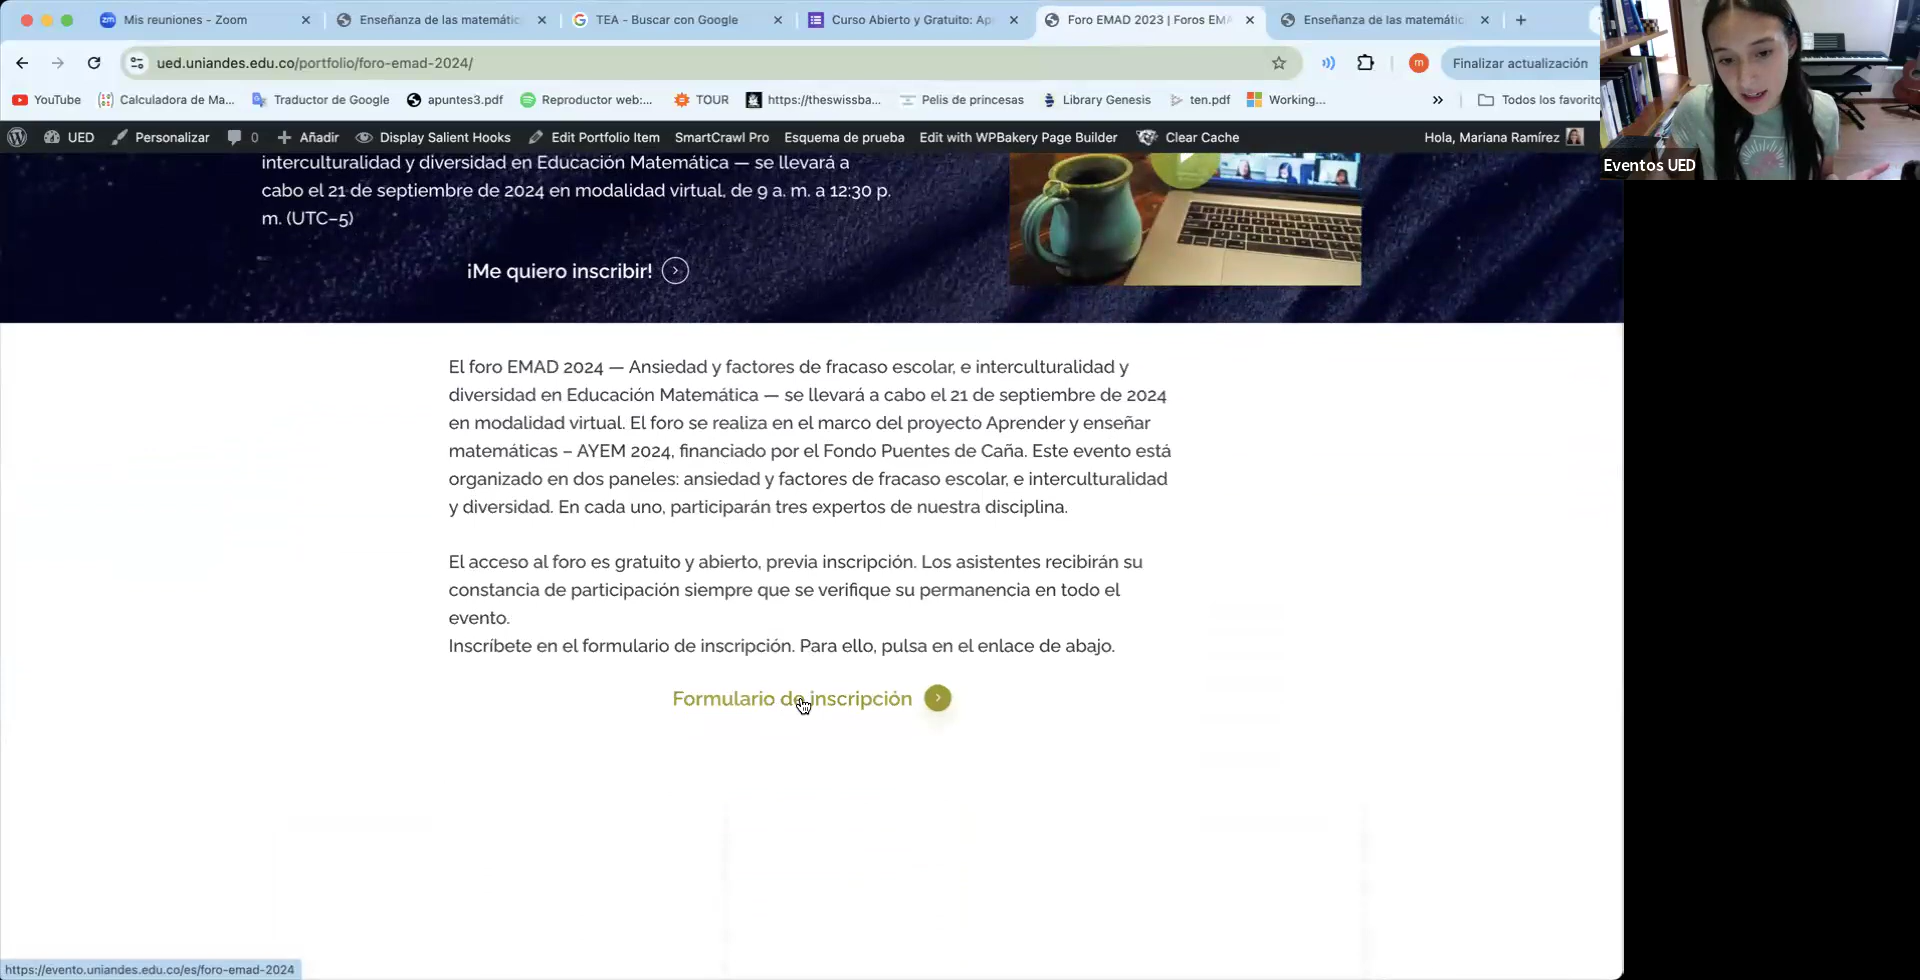 Mis reuniones - Zoom
Enseñanza de las matemátic
TEA - Buscar con Google
Curso Abierto y Gratuito: Ap
Foro EMAD 2023 | Foros EMA
Enseñanza de las matemátic
ued.uniandes.edu.co/portfolio/foro-emad-2024/
m
Finalizar actualización
YouTube
Calculadora de Ma...
Traductor de Google
apuntes3.pdf
Reproductor web:...
TOUR
https://theswissba...
Pelis de princesas
Library Genesis
ten.pdf
Working...
»
Todos los favorito
UED
Personalizar
0
Añadir
Display Salient Hooks
Edit Portfolio Item
SmartCrawl Pro
Esquema de prueba
Edit with WPBakery Page Builder
Clear Cache
Hola, Mariana Ramírez
Eventos UED
interculturalidad y diversidad en Educación Matemática — se llevará a
cabo el 21 de septiembre de 2024 en modalidad virtual, de 9 a. m. a 12:30 p.
m. (UTC–5)
¡Me quiero inscribir!
El foro EMAD 2024 — Ansiedad y factores de fracaso escolar, e interculturalidad y
diversidad en Educación Matemática — se llevará a cabo el 21 de septiembre de 2024
en modalidad virtual. El foro se realiza en el marco del proyecto Aprender y enseñar
matemáticas – AYEM 2024, financiado por el Fondo Puentes de Caña. Este evento está
organizado en dos paneles: ansiedad y factores de fracaso escolar, e interculturalidad
y diversidad. En cada uno, participarán tres expertos de nuestra disciplina.
El acceso al foro es gratuito y abierto, previa inscripción. Los asistentes recibirán su
constancia de participación siempre que se verifique su permanencia en todo el
evento.
Inscríbete en el formulario de inscripción. Para ello, pulsa en el enlace de abajo.
Formulario de inscripción
https://evento.uniandes.edu.co/es/foro-emad-2024